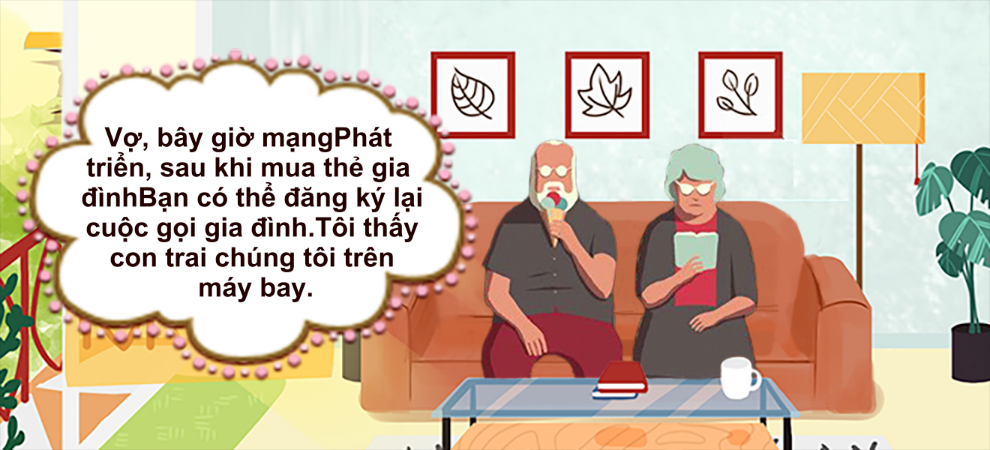 Vợ, bây giờ mạngPhát
triển, sau khi mua thẻ gia
đìnhBạn có thể đăng ký lại
cuộc gọi gia đình.Tôi thấy
con trai chúng tôi trên
máy bay.